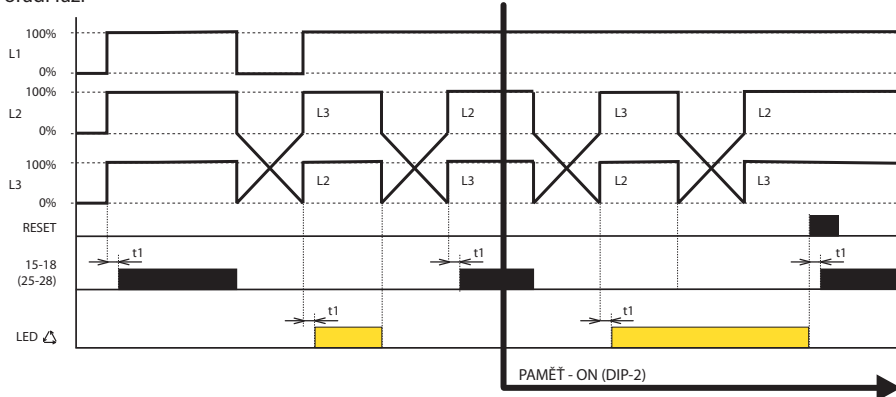 100%
L1
0%
100%
L2
L3
L2
L3
L2
0%
100%
L3
L2
L3
L2
L3
0%
RESET
t1
t1
t1
15-18
(25-28)
t1
t1
LED
PAMĚŤ - ON (DIP-2)